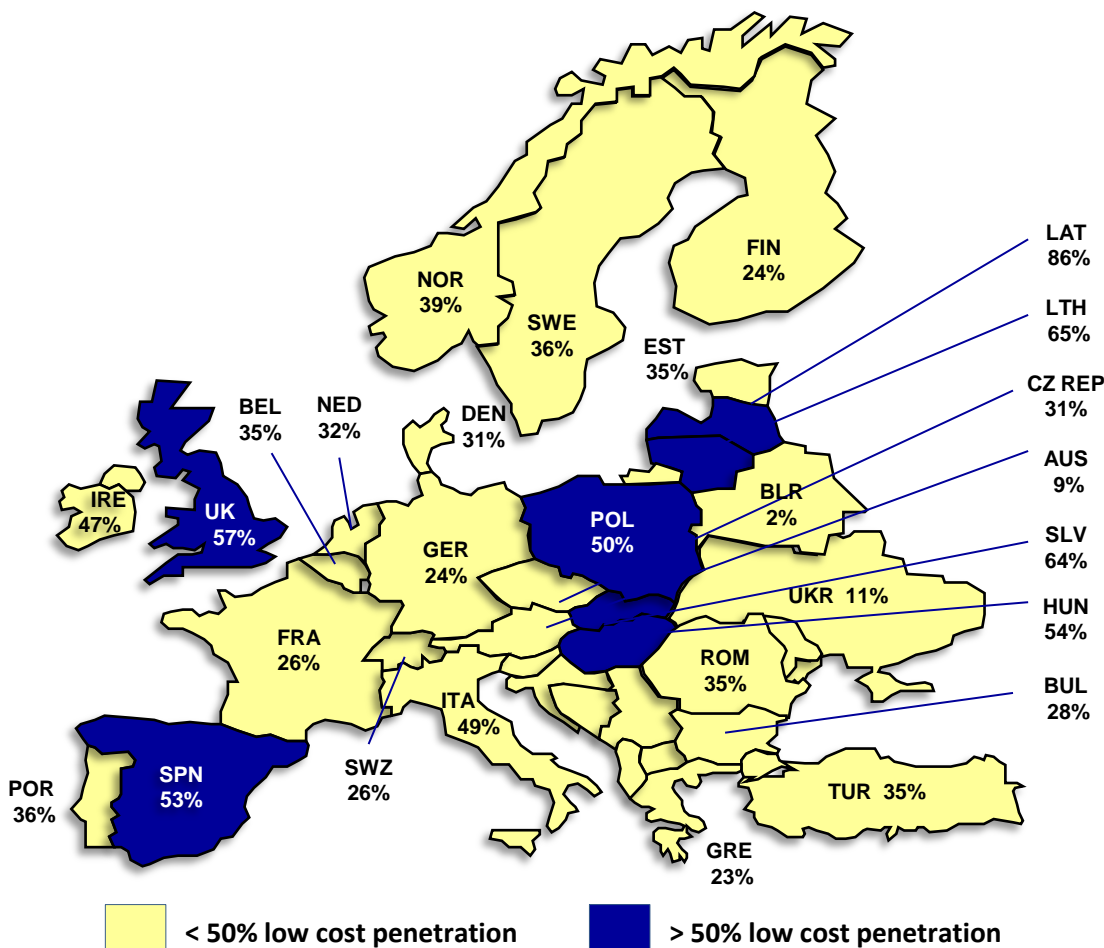 LAT
86%
FIN
24%
NOR
39%
LTH
65%
SWE
36%
EST
35%
CZ REP
31%
BEL
35%
NED
32%
DEN
31%
AUS
9%
IRE
47%
UK
57%
POL
50%
BLR
2%
GER
24%
SLV
64%
UKR 11%
HUN
54%
FRA
26%
ROM
35%
ITA
49%
BUL
28%
SPN
53%
SWZ
26%
POR
36%
TUR 35%
GRE
23%
< 50% low cost penetration
> 50% low cost penetration